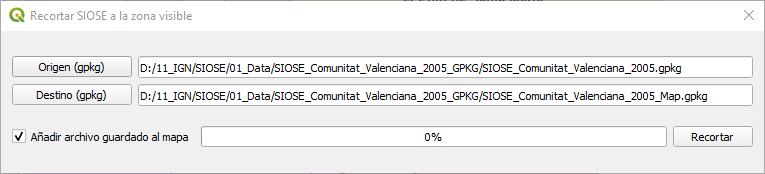 Recortar SIOSE a la zona visible
Origen (gpkg) D:/11_IGN/SIOSE/01_Data/SIOSE_Comunitat_Valenciana_2005_GPKG/SIOSE_Comunitat_Valenciana_2005.gpkg
Destino (gpkg) D:/11_IGN/SIOSE/01_Data/SIOSE_Comunitat_Valenciana_2005_GPKG/SIOSE_Comunitat_Valenciana_2005_Map.gpkg
Añadir archivo guardado al mapa 0% Recortar